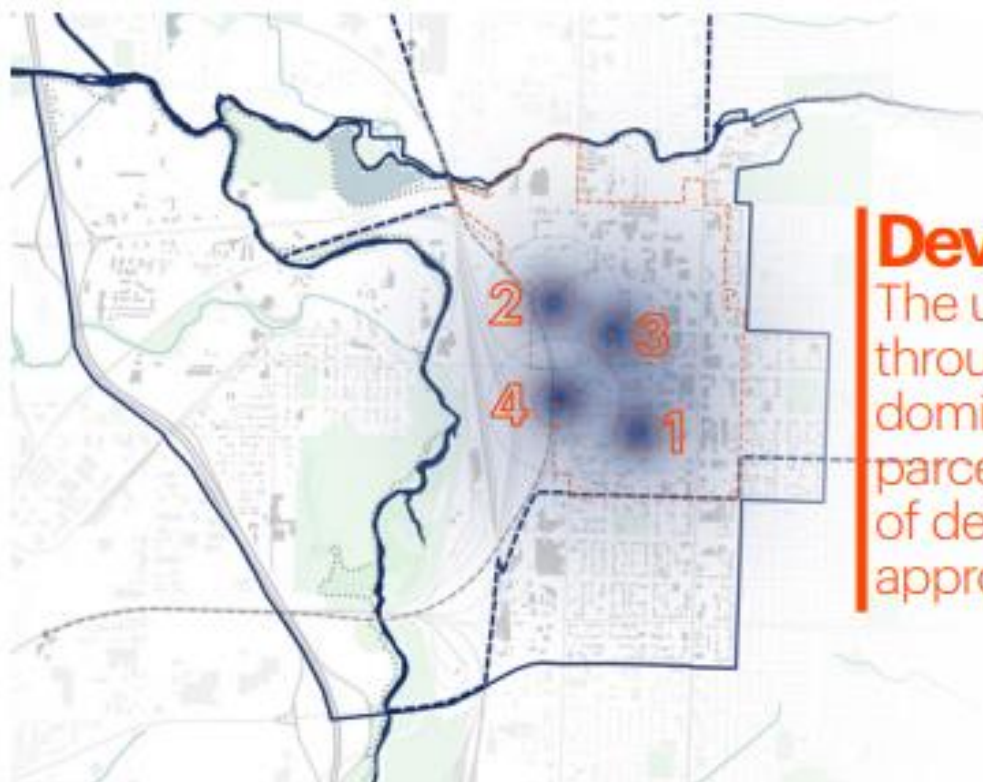 2
3
4
1
Dev
The u
throu
domi
parce
of de
appro